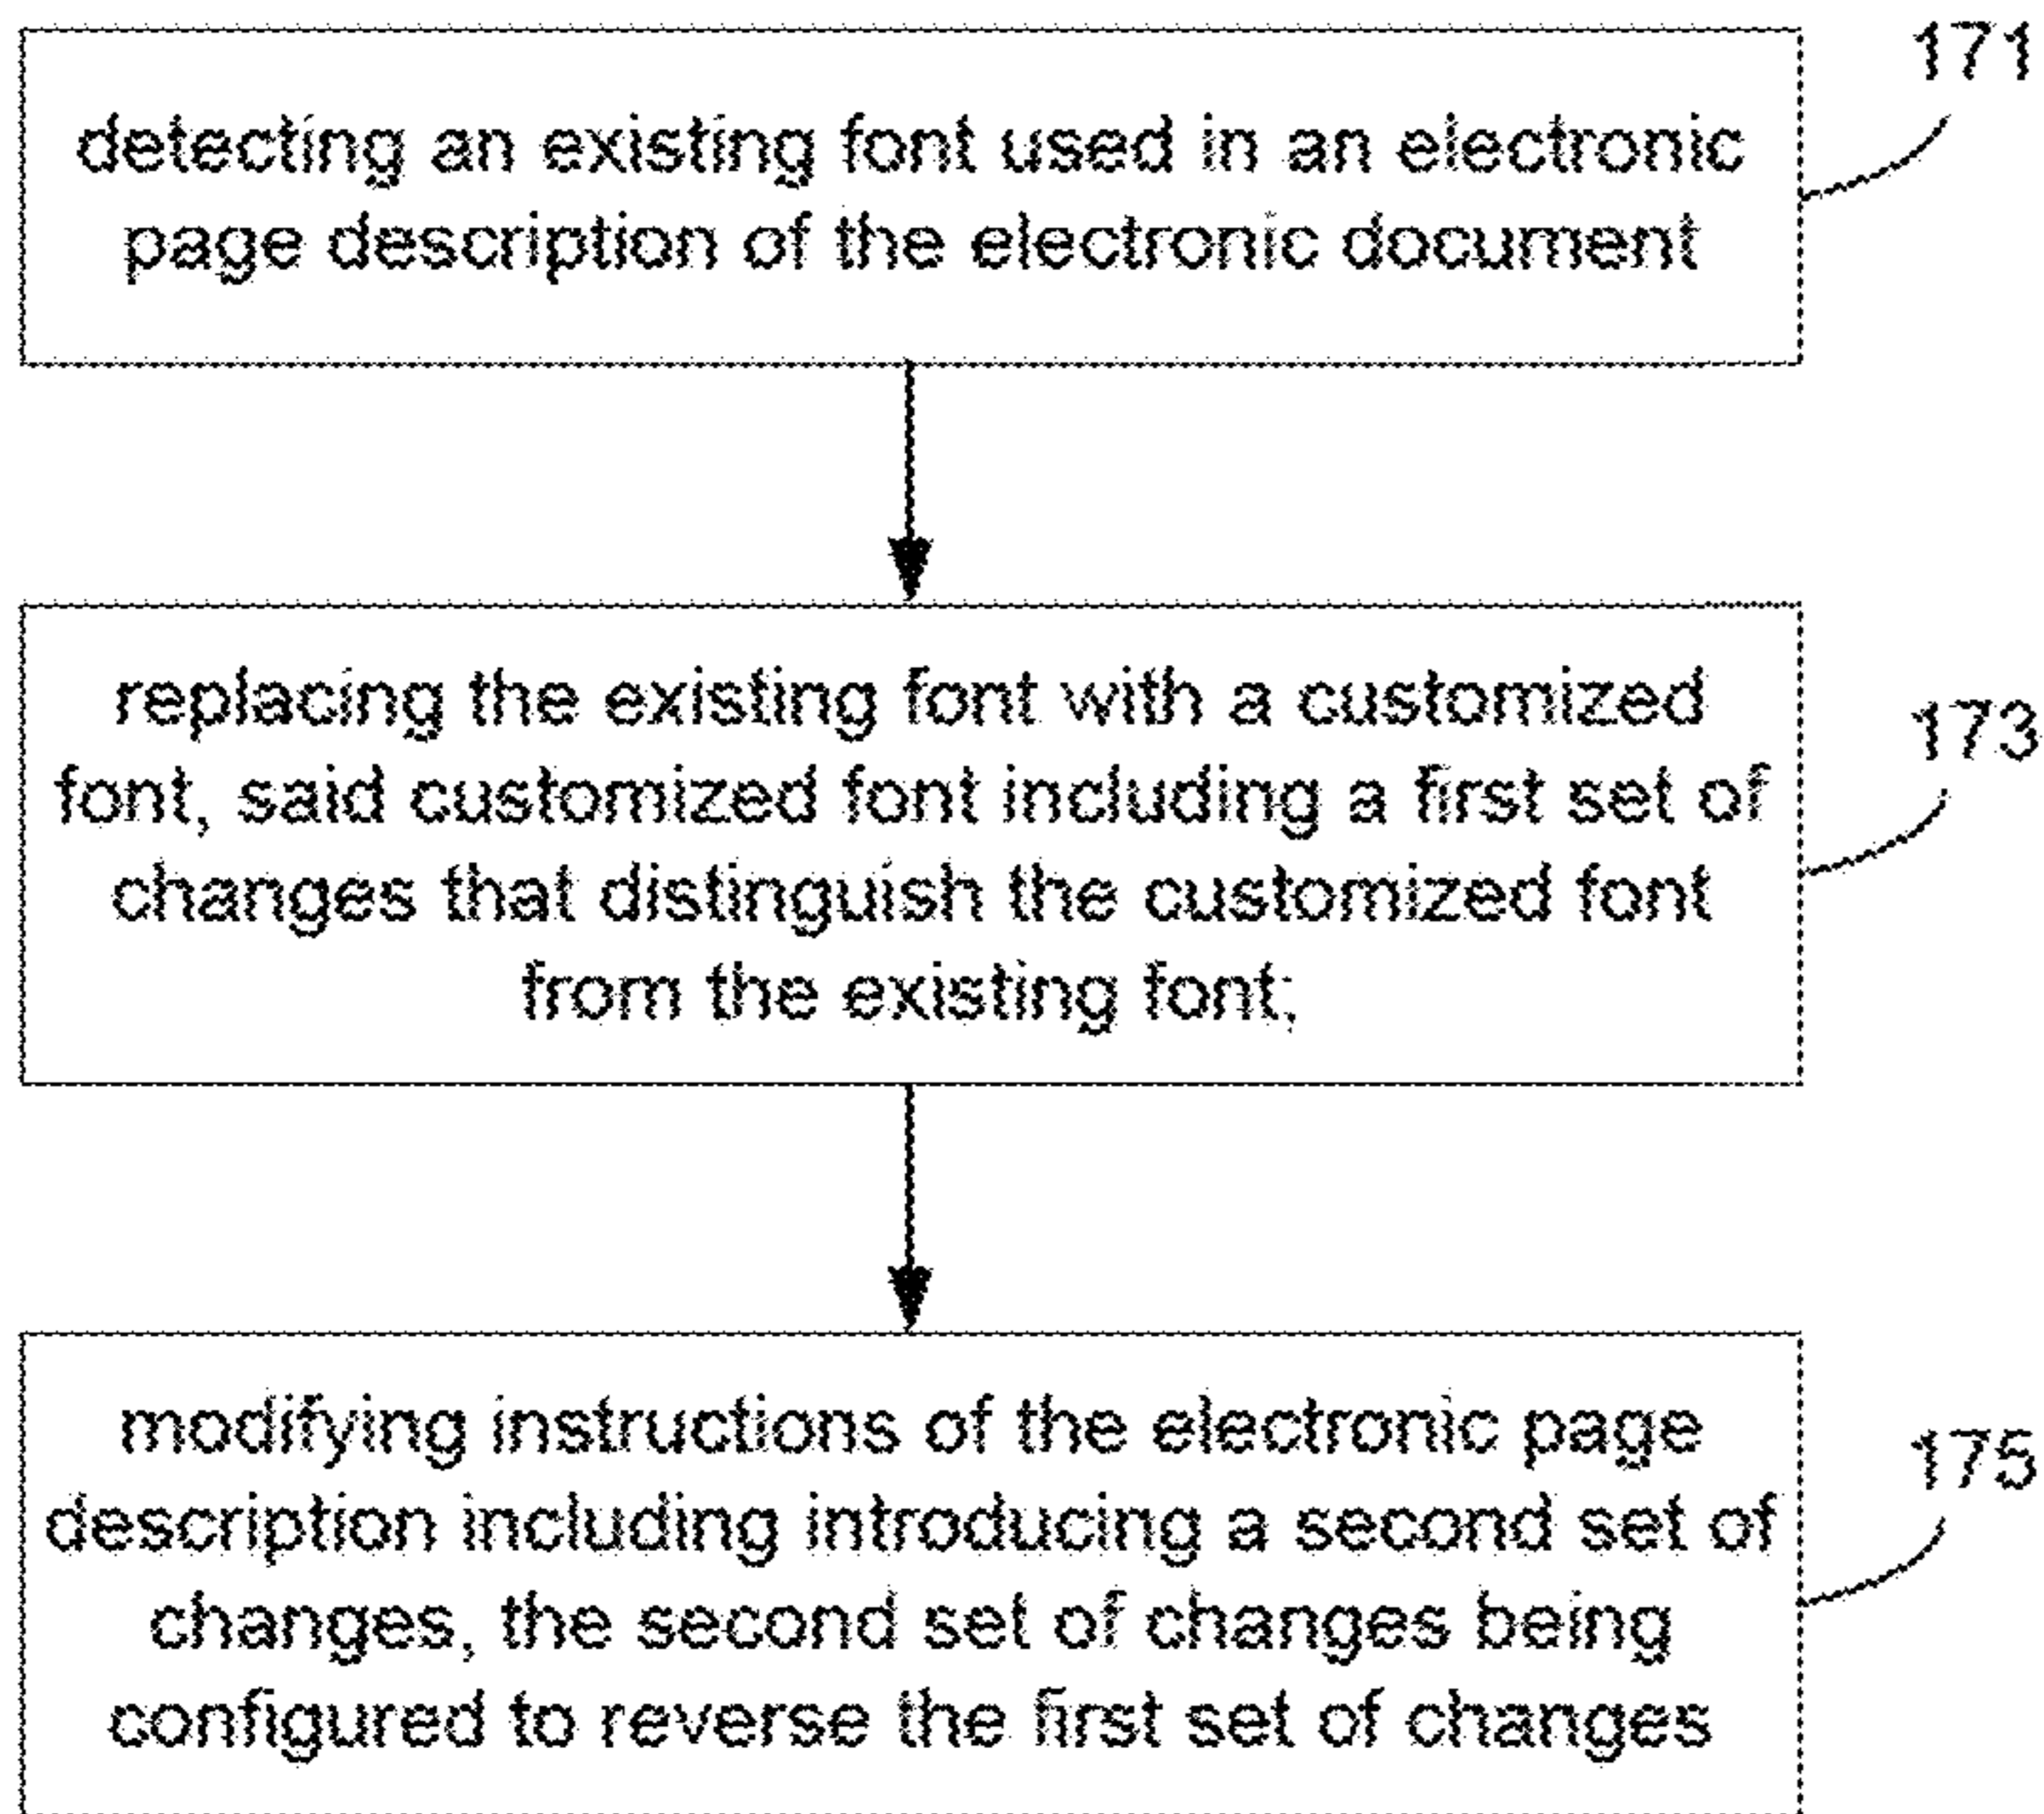 171
detecting an existing font used in an electronic
page description of the electronic document
replacing the existing font with a customized
font, said customized font including a first set of
changes that distinguish the customized font
from the existing font;
173
modifying instructions of the electronic page
description including introducing a second set of
changes, the second set of changes being
configured to reverse the first set of changes
175